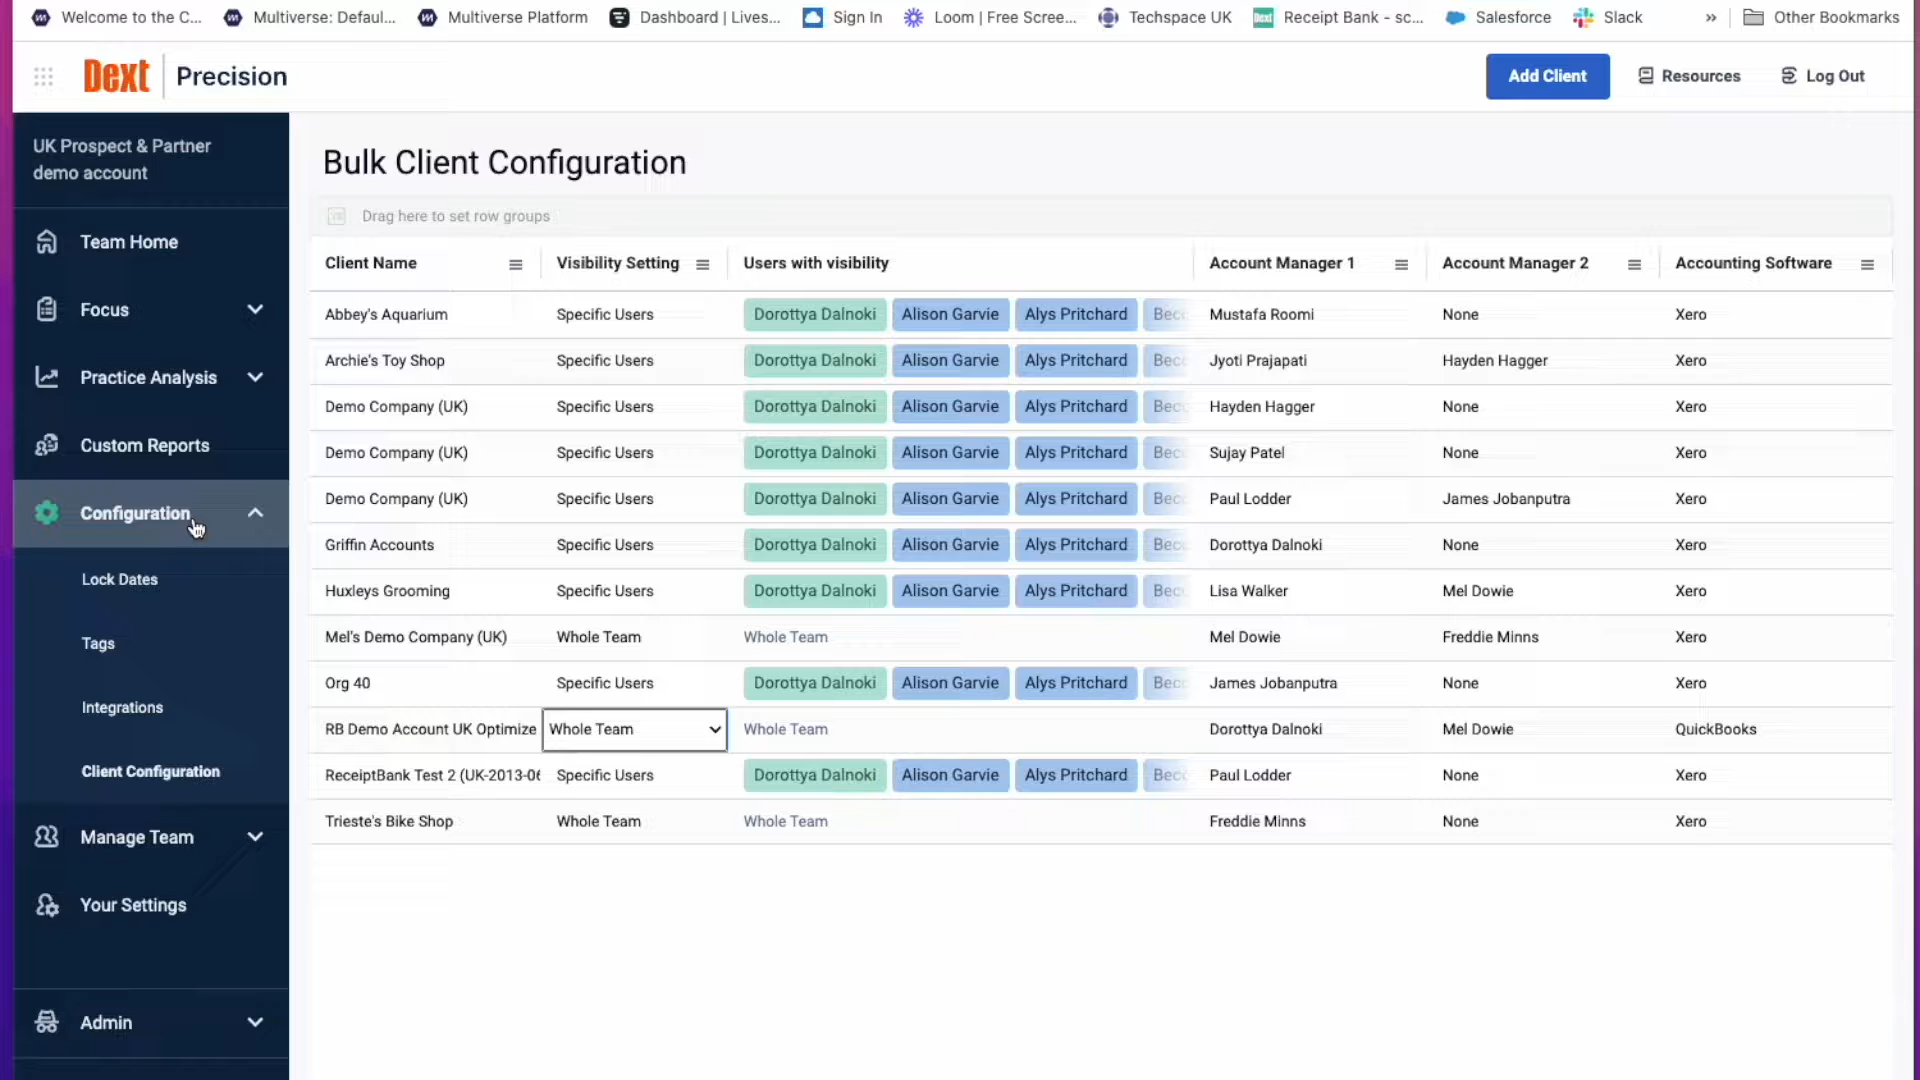 Welcome to the C...
Multiverse: Defaul...
Multiverse Platform
Dashboard | Lives...
Sign In
Loom | Free Scree...
Techspace UK
Receipt Bank - sc...
Salesforce
Slack
»
Other Bookmarks
Dext
Precision
Add Client
Resources
Log Out
UK Prospect & Partner
demo account
Team Home
Focus
Practice Analysis
Custom Reports
Configuration
Lock Dates
Tags
Integrations
Client Configuration
Manage Team
Your Settings
Admin
Bulk Client Configuration
Drag here to set row groups
Client Name Visibility Setting Users with visibility Account Manager 1 Account Manager 2 Accounting Software
Abbey's Aquarium Specific Users Dorottya Dalnoki Alison Garvie Alys Pritchard Mustafa Roomi None Xero
Archie's Toy Shop Specific Users Dorottya Dalnoki Alison Garvie Alys Pritchard Jyoti Prajapati Hayden Hagger Xero
Demo Company (UK) Specific Users Dorottya Dalnoki Alison Garvie Alys Pritchard Hayden Hagger None Xero
Demo Company (UK) Specific Users Dorottya Dalnoki Alison Garvie Alys Pritchard Sujay Patel None Xero
Demo Company (UK) Specific Users Dorottya Dalnoki Alison Garvie Alys Pritchard Paul Lodder James Jobanputra Xero
Griffin Accounts Specific Users Dorottya Dalnoki Alison Garvie Alys Pritchard Dorottya Dalnoki None Xero
Huxleys Grooming Specific Users Dorottya Dalnoki Alison Garvie Alys Pritchard Lisa Walker Mel Dowie Xero
Mel's Demo Company (UK) Whole Team Whole Team Mel Dowie Freddie Minns Xero
Org 40 Specific Users Dorottya Dalnoki Alison Garvie Alys Pritchard James Jobanputra None Xero
RB Demo Account UK Optimize Whole Team Whole Team Dorottya Dalnoki Mel Dowie QuickBooks
ReceiptBank Test 2 (UK-2013-06 Specific Users Dorottya Dalnoki Alison Garvie Alys Pritchard Paul Lodder None Xero
Trieste's Bike Shop Whole Team Whole Team Freddie Minns None Xero